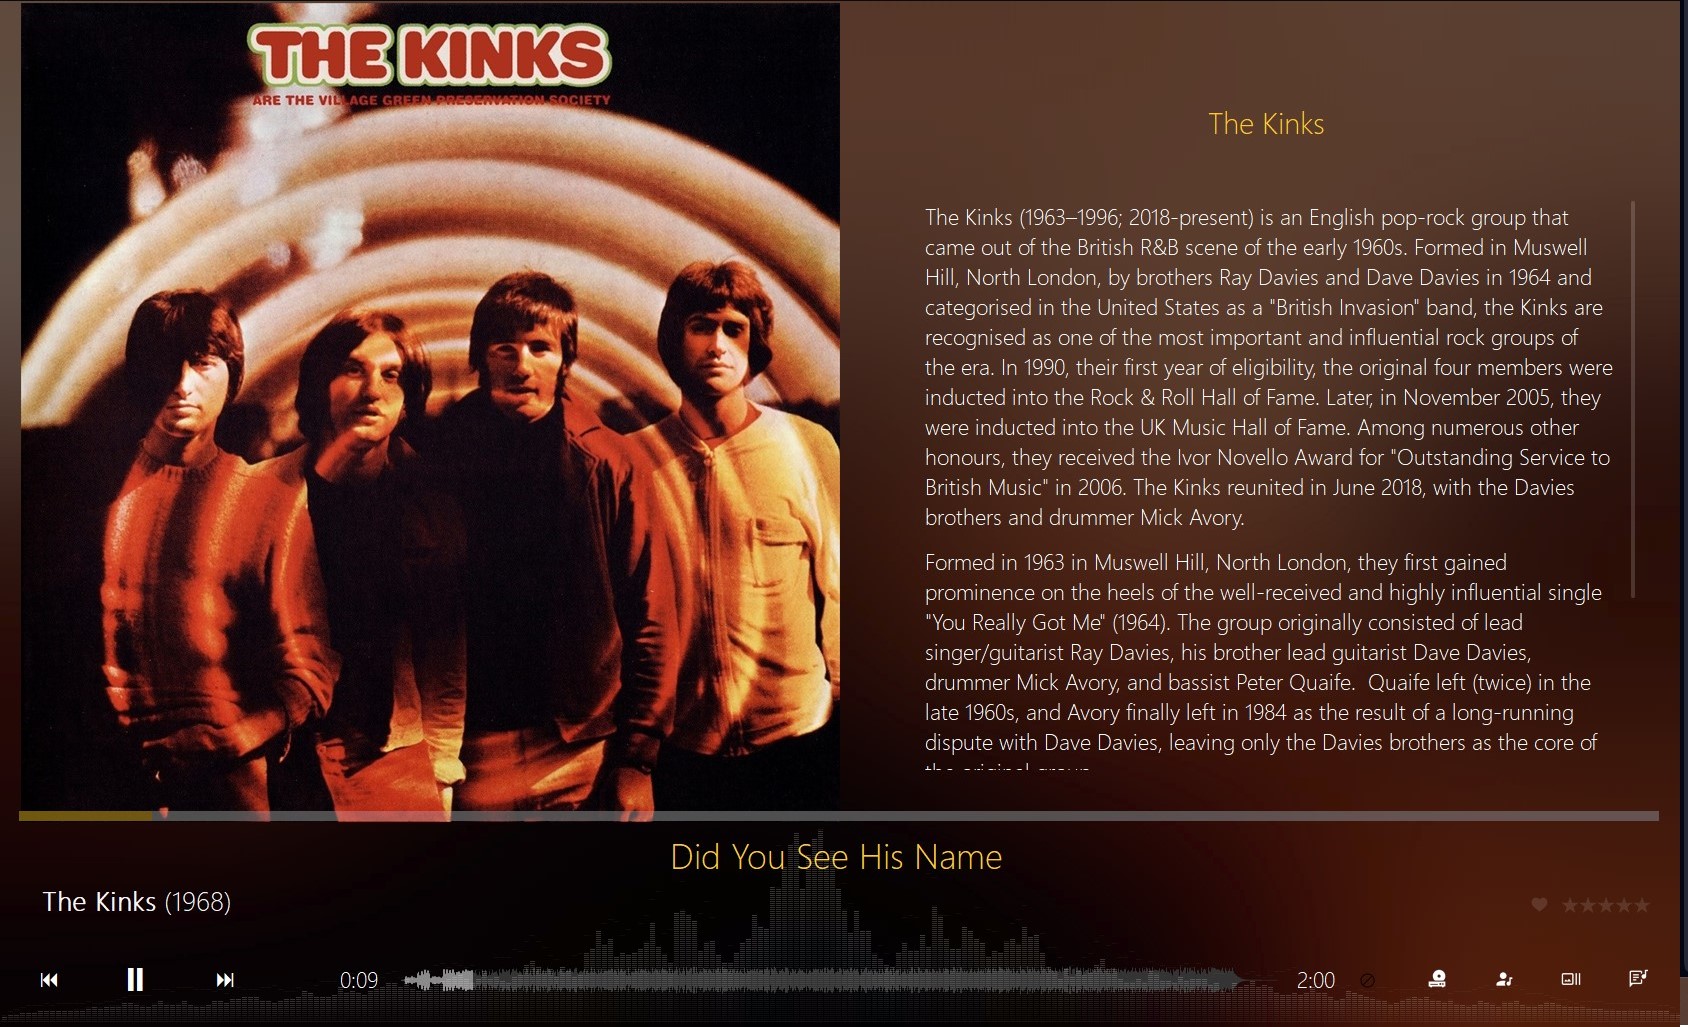 THE KINKS
ARE THE VILLAGE GREEN PRESERVATION SOCIETY
The Kinks
The Kinks (1963–1996; 2018-present) is an English pop-rock group that
came out of the British R&B scene of the early 1960s. Formed in Muswell
Hill, North London, by brothers Ray Davies and Dave Davies in 1964 and
categorised in the United States as a "British Invasion" band, the Kinks are
recognised as one of the most important and influential rock groups of
the era. In 1990, their first year of eligibility, the original four members were
inducted into the Rock & Roll Hall of Fame. Later, in November 2005, they
were inducted into the UK Music Hall of Fame. Among numerous other
honours, they received the Ivor Novello Award for "Outstanding Service to
British Music" in 2006. The Kinks reunited in June 2018, with the Davies
brothers and drummer Mick Avory.
Formed in 1963 in Muswell Hill, North London, they first gained
prominence on the heels of the well-received and highly influential single
"You Really Got Me" (1964). The group originally consisted of lead
singer/guitarist Ray Davies, his brother lead guitarist Dave Davies,
drummer Mick Avory, and bassist Peter Quaife.  Quaife left (twice) in the
late 1960s, and Avory finally left in 1984 as the result of a long-running
dispute with Dave Davies, leaving only the Davies brothers as the core of
Did You See His Name
The Kinks (1968)
0:09
2:00